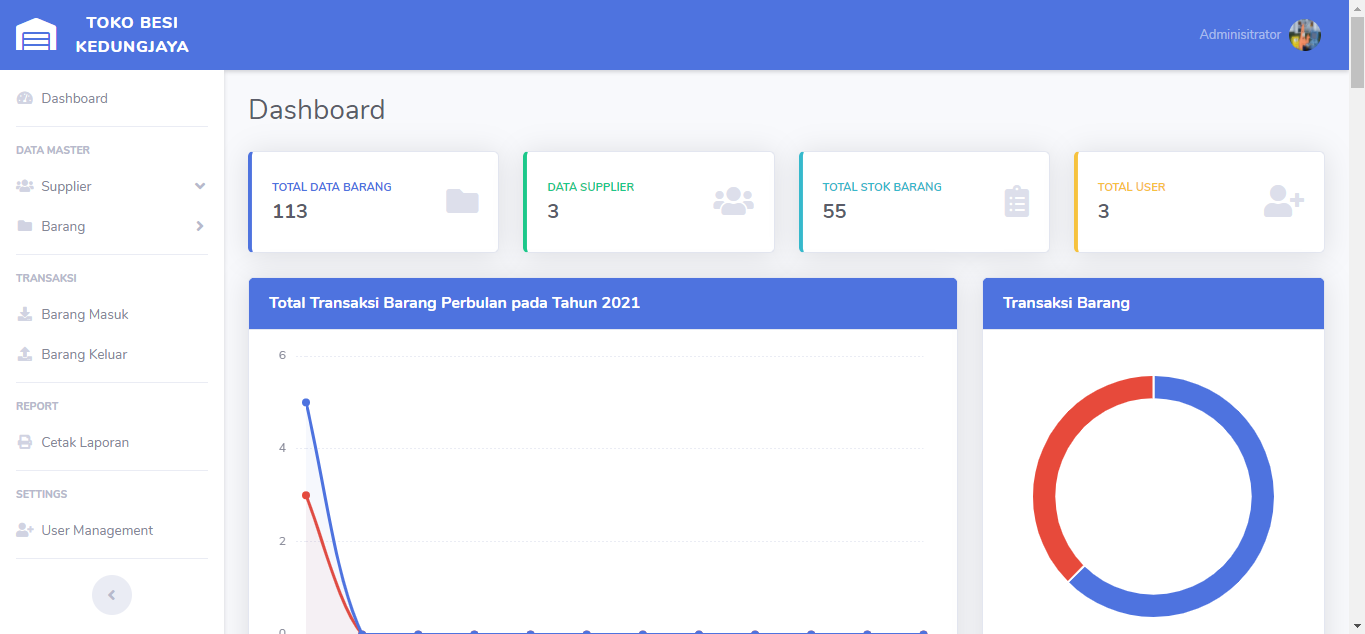 TOKO BESI
KEDUNGJAYA
Adminisitrator
Dashboard
DATA MASTER
Supplier
Barang
TRANSAKSI
Barang Masuk
Barang Keluar
REPORT
Cetak Laporan
SETTINGS
User Management
Dashboard
TOTAL DATA BARANG
113
DATA SUPPLIER
3
TOTAL STOK BARANG
55
TOTAL USER
3
Total Transaksi Barang Perbulan pada Tahun 2021
6
4
2
0
Transaksi Barang